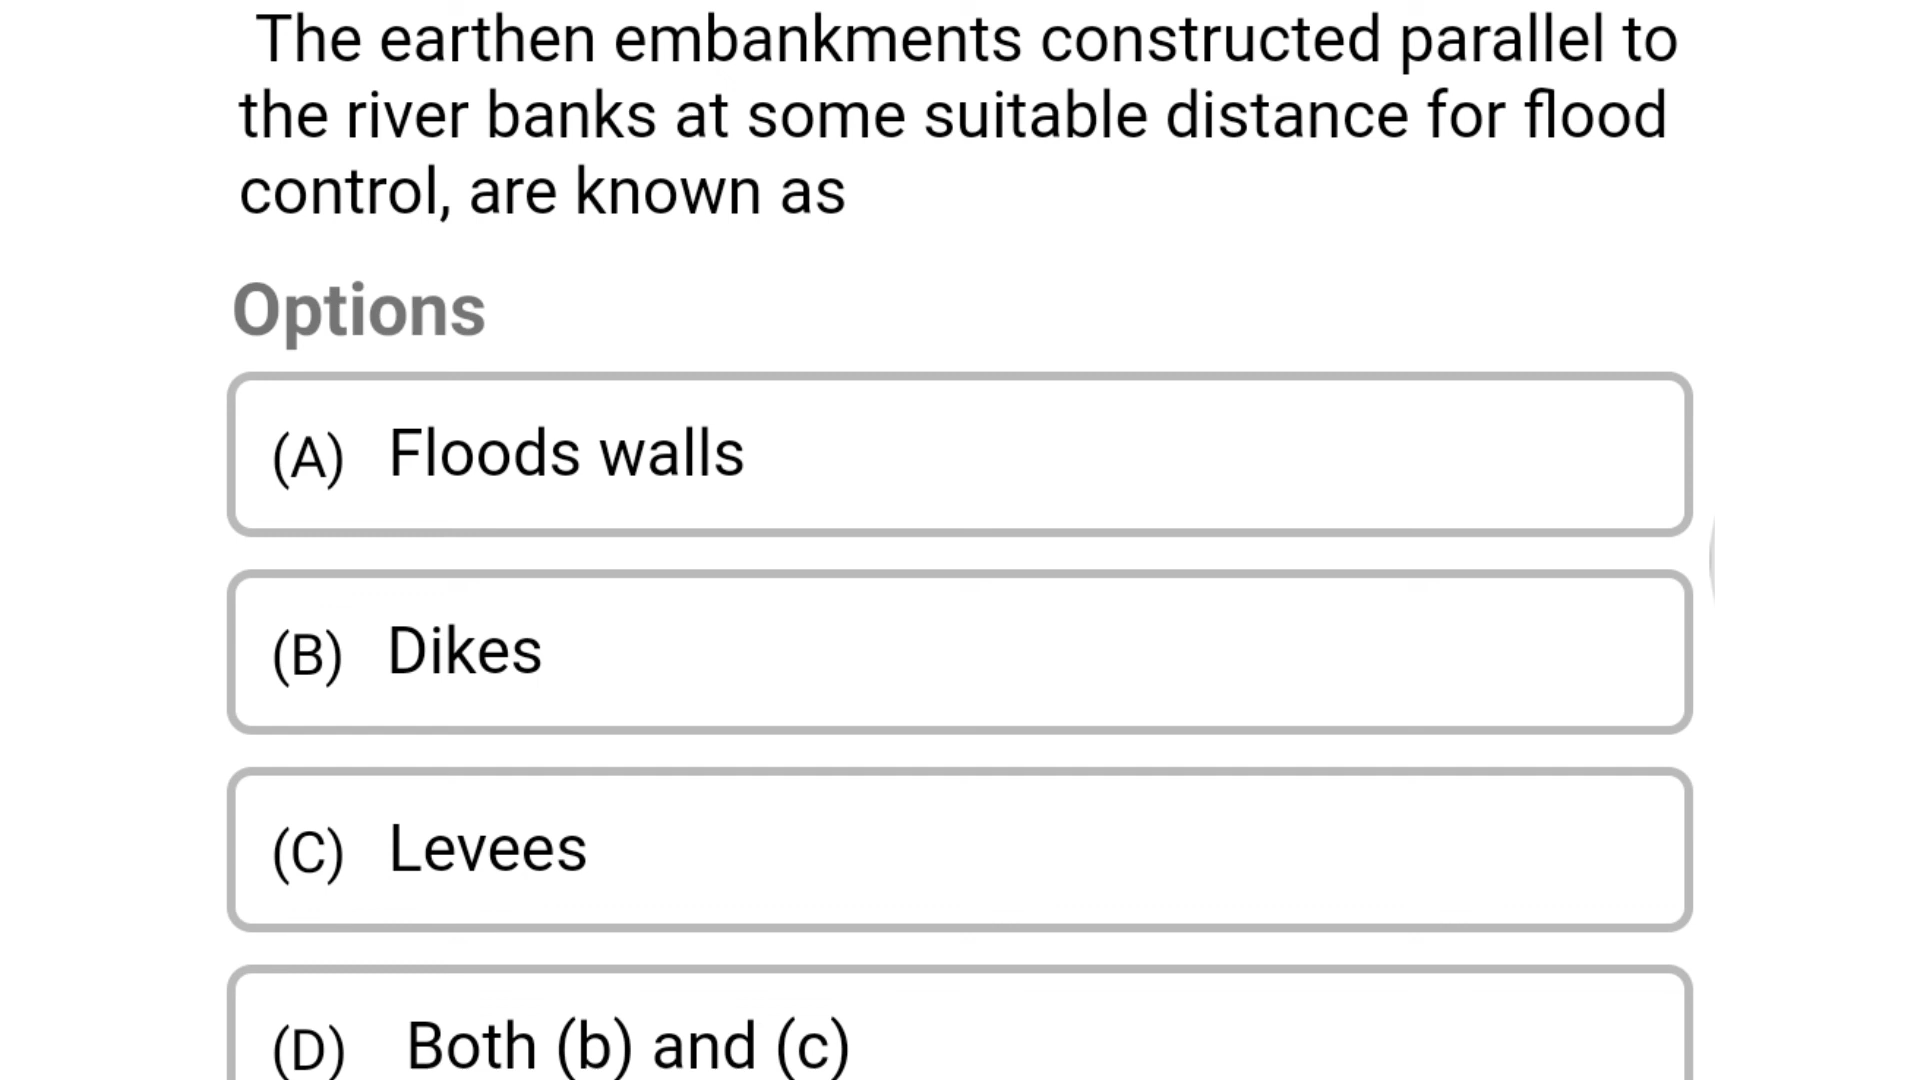 The earthen embankments constructed parallel to
the river banks at some suitable distance for flood
control, are known as
Options
(A) Floods walls
(B) Dikes
(C) Levees
(D) Both (b) and (c)